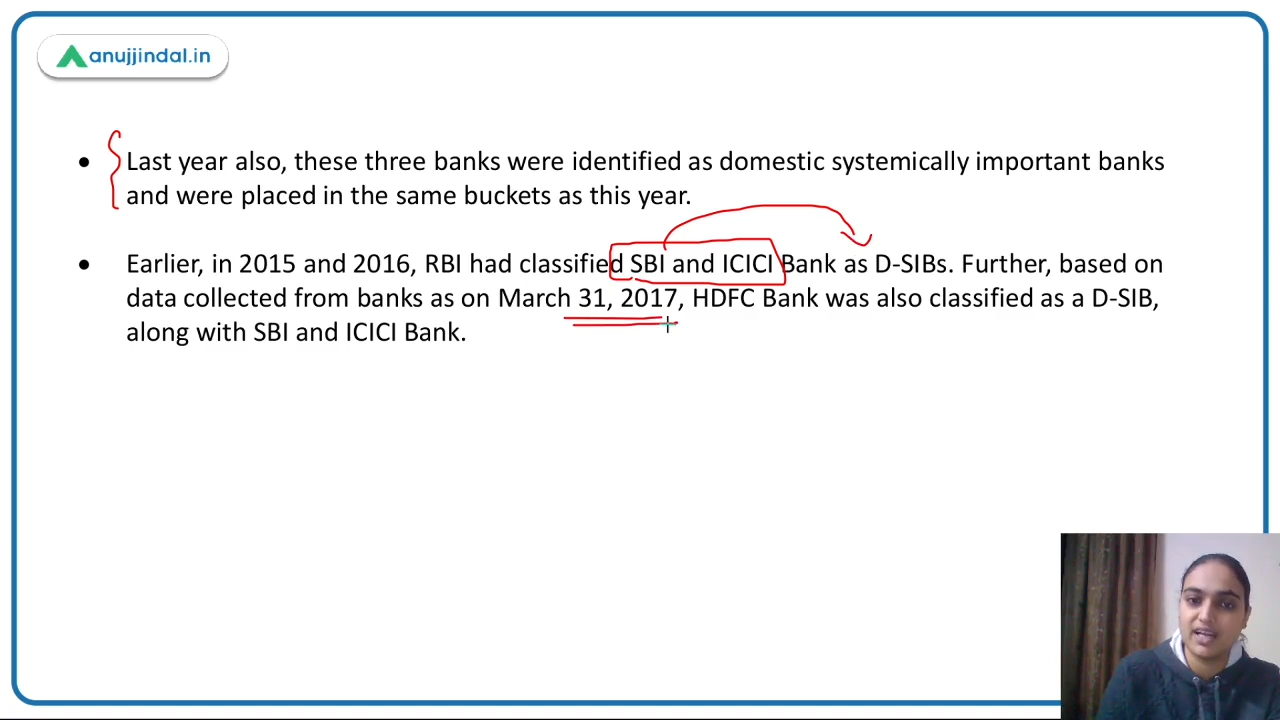 anujjindal.in
• Last year also, these three banks were identified as domestic systemically important banks
and were placed in the same buckets as this year.
• Earlier, in 2015 and 2016, RBI had classified SBI and ICICI Bank as D-SIBs. Further, based on
data collected from banks as on March 31, 2017, HDFC Bank was also classified as a D-SIB,
along with SBI and ICICI Bank.